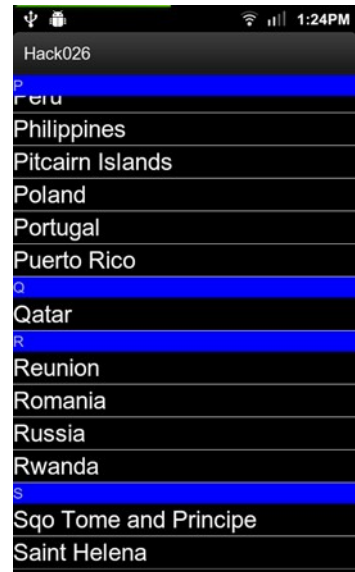 1:24PM
Hack026
P
Peru
Philippines
Pitcairn Islands
Poland
Portugal
Puerto Rico
Q
Qatar
R
Reunion
Romania
Russia
Rwanda
S
Sqo Tome and Principe
Saint Helena